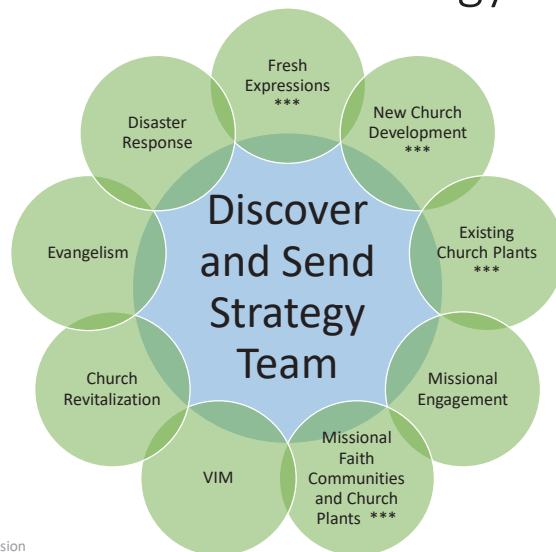 Fresh
Expressions
***
New Church
Development
***
Existing
Church Plants
***
Missional
Engagement
Missional
Faith
Communities
and Church
Plants ***
VIM
Church
Revitalization
Evangelism
Disaster
Response
Discover
and Send
Strategy
Team